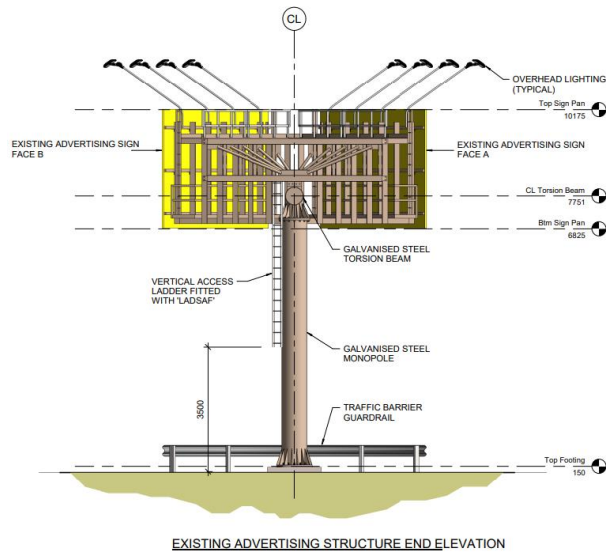 CL
OVERHEAD LIGHTING
(TYPICAL)
Top Sign Pan
10175
EXISTING ADVERTISING SIGN
FACE B
EXISTING ADVERTISING SIGN
FACE A
CL Torsion Beam
7751
Btm Sign Pan
6825
GALVANISED STEEL
TORSION BEAM
VERTICAL ACCESS
LADDER FITTED
WITH 'LADSAF'
GALVANISED STEEL
MONOPOLE
3500
TRAFFIC BARRIER
GUARDRAIL
Top Footing
150
EXISTING ADVERTISING STRUCTURE END ELEVATION